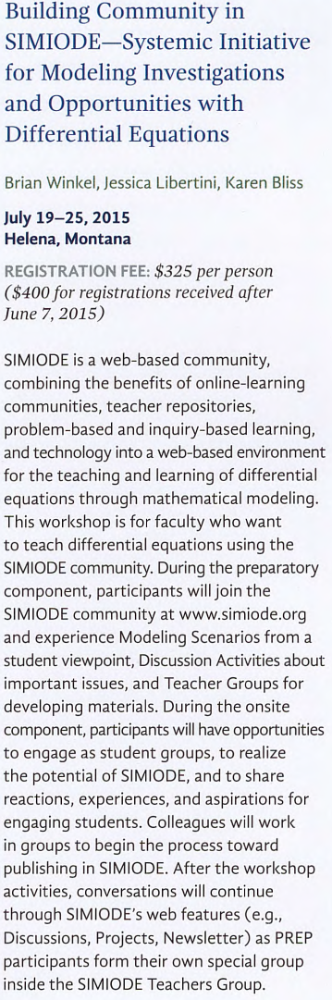 Building Community in
SIMIODE—Systemic Initiative
for Modeling Investigations
and Opportunities with
Differential Equations
Brian Winkel, Jessica Libertini, Karen Bliss
July 19–25, 2015
Helena, Montana
REGISTRATION FEE: $325 per person
($400 for registrations received after
June 7, 2015)
SIMIODE is a web-based community,
combining the benefits of online-learning
communities, teacher repositories,
problem-based and inquiry-based learning,
and technology into a web-based environment
for the teaching and learning of differential
equations through mathematical modeling.
This workshop is for faculty who want
to teach differential equations using the
SIMIODE community. During the preparatory
component, participants will join the
SIMIODE community at www.simiode.org
and experience Modeling Scenarios from a
student viewpoint, Discussion Activities about
important issues, and Teacher Groups for
developing materials. During the onsite
component, participants will have opportunities
to engage as student groups, to realize
the potential of SIMIODE, and to share
reactions, experiences, and aspirations for
engaging students. Colleagues will work
in groups to begin the process toward
publishing in SIMIODE. After the workshop
activities, conversations will continue
through SIMIODE's web features (e.g.,
Discussions, Projects, Newsletter) as PREP
participants form their own special group
inside the SIMIODE Teachers Group.